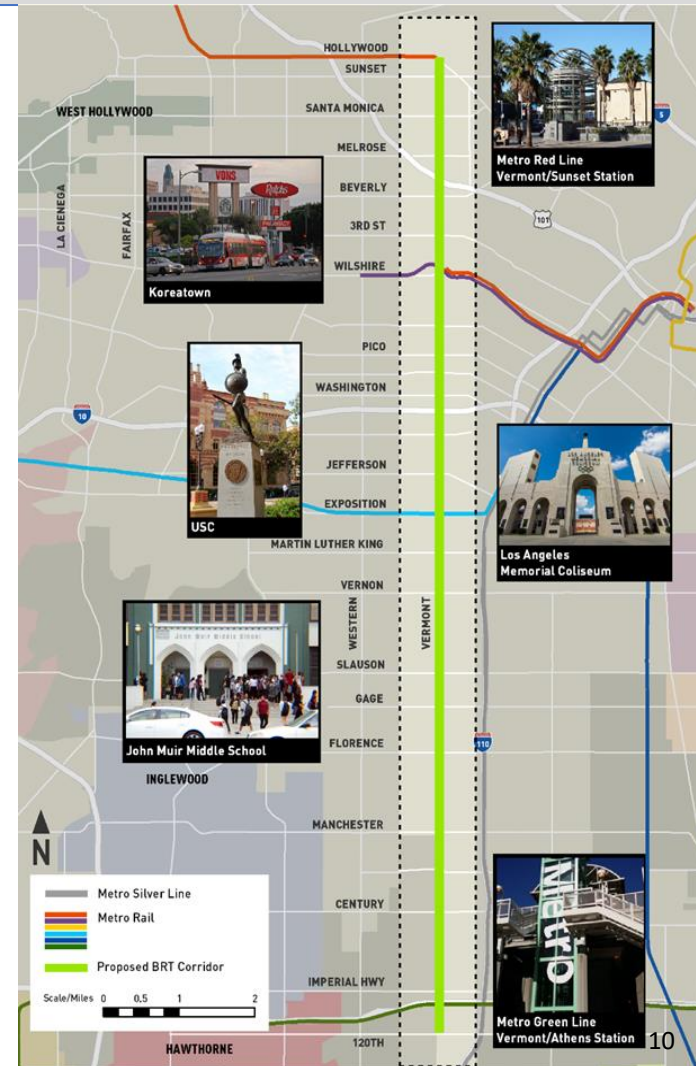 HOLLYWOOD
SUNSET
WEST HOLLYWOOD
SANTA MONICA
5
MELROSE
Metro Red Line
Vermont/Sunset Station
VONS
Ralphs
BEVERLY
LA CIENEGA
FAIRFAX
3RD ST
101
WILSHIRE
Koreatown
PICO
WASHINGTON
10
JEFFERSON
LOS ANGELES
MEMORIAL COLISEUM
EXPOSITION
USC
MARTIN LUTHER KING
Los Angeles
Memorial Coliseum
VERNON
WESTERN
VERMONT
John Muir Middle School
SLAUSON
GAGE
FLORENCE
110
John Muir Middle School
INGLEWOOD
MANCHESTER
N
Metro
Metro Silver Line
Metro Rail
CENTURY
Proposed BRT Corridor
IMPERIAL HWY
Scale/Miles 0 0.5 1 2
Metro Green Line
Vermont/Athens Station
10
120TH
HAWTHORNE